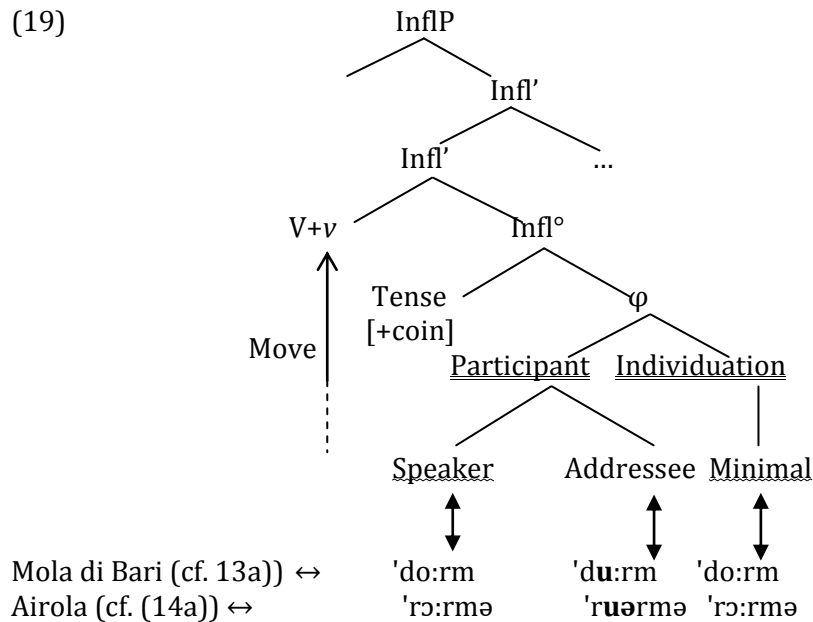 (19)
InflP
Infl’
Infl’ ...
V+v Infl°
Tense φ
[+coin]
Move
Participant Individuation
Speaker Addressee Minimal
Mola di Bari (cf. 13a)) ↔ 'do:rm 'du:rm 'do:rm
Airola (cf. (14a)) ↔ 'rɔ:rmə 'ruərmə 'rɔ:rmə